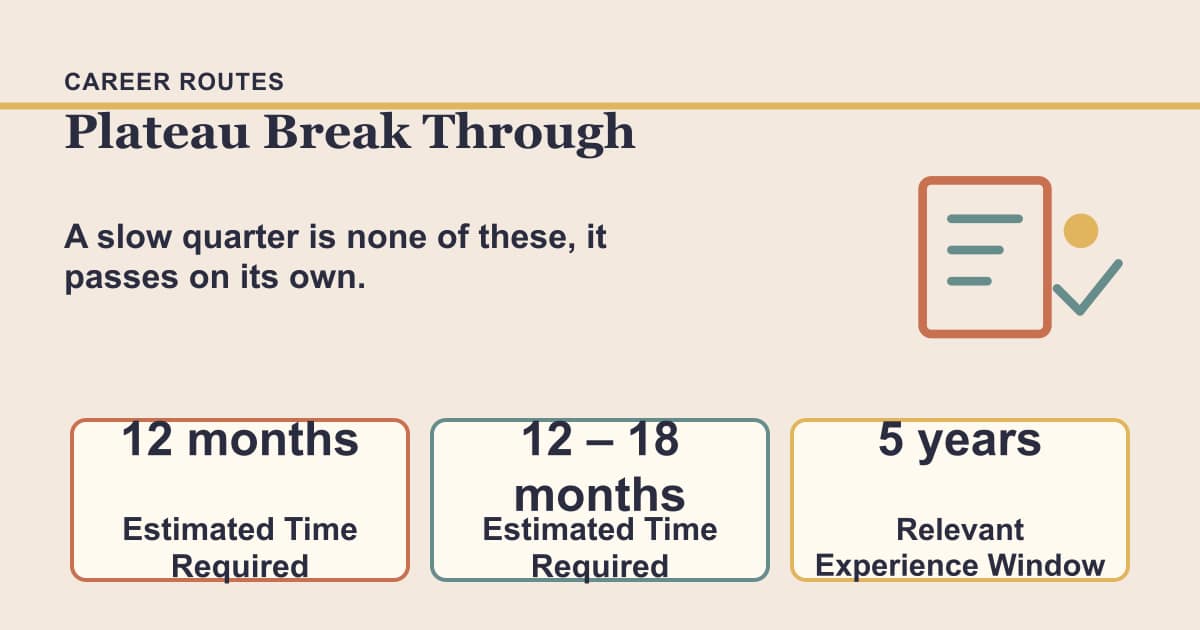 CAREER ROUTES
Plateau Break Through
A slow quarter is none of these, it
passes on its own.
12 months
Estimated Time
Required
12 – 18
months
Estimated Time
Required
5 years
Relevant
Experience Window